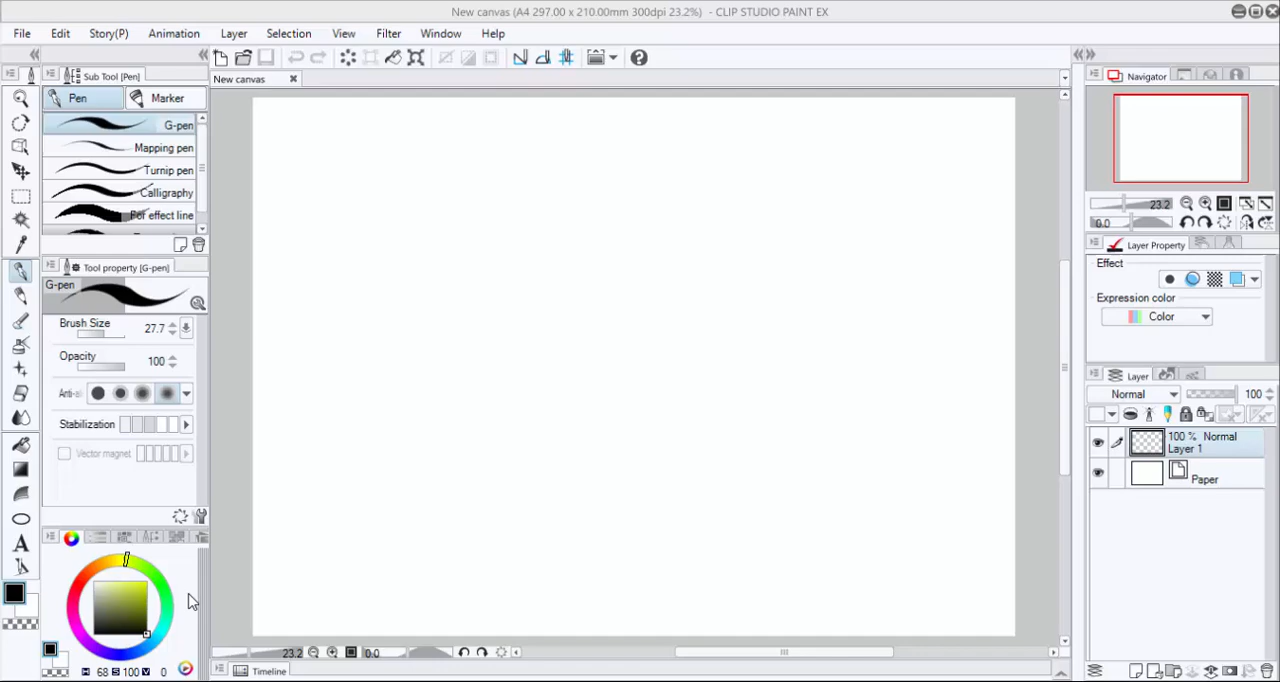 New canvas (A4 297.00 x 210.00mm 300dpi 23.2%) - CLIP STUDIO PAINT EX
File Edit Story(P) Animation Layer Selection View Filter Window Help
Sub Tool [Pen]
Pen Marker
G-pen
Mapping pen
Turnip pen
Calligraphy
For effect line
Tool property [G-pen]
G-pen
Brush Size 27.7
Opacity 100
Anti-al
Stabilization
Vector magnet
H 68 S 100 V 0
New canvas
23.2 0.0
Timeline
Navigator
23.2
0.0
Layer Property
Effect
Expression color
Color
Layer
Normal 100
100 % Normal
Layer 1
Paper